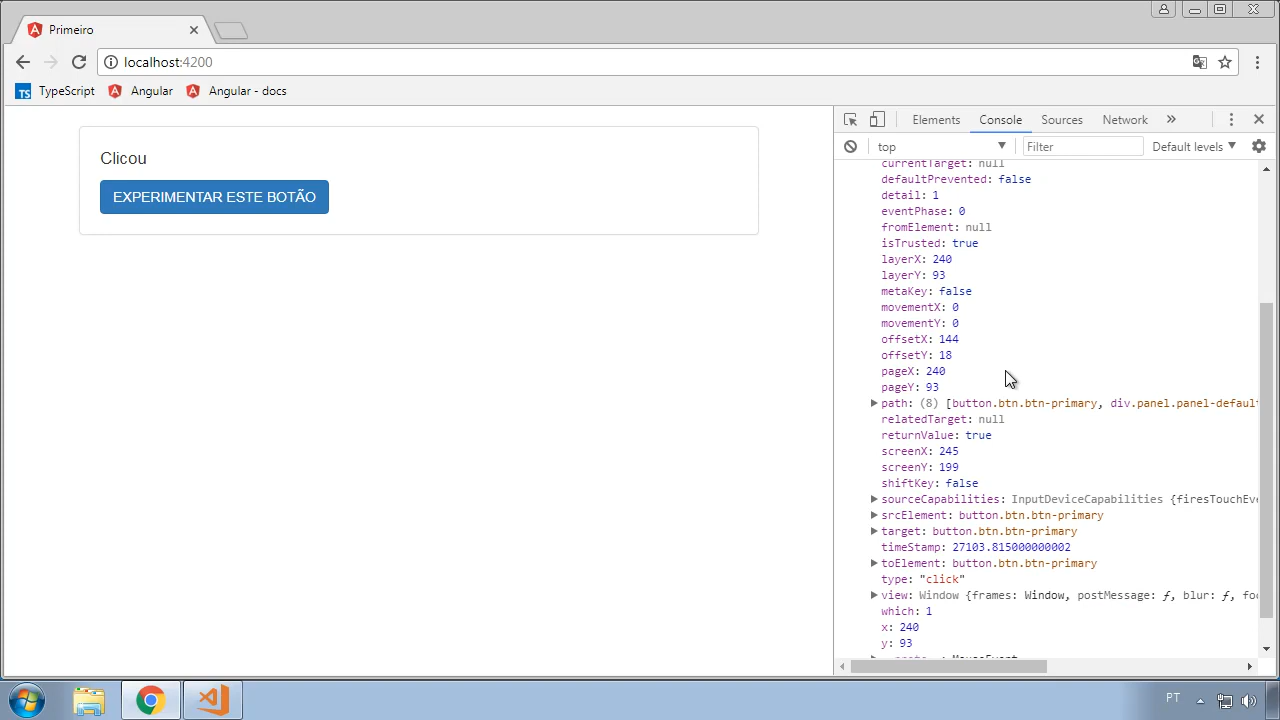 Primeiro
localhost:4200
TypeScript Angular Angular - docs
Clicou
EXPERIMENTAR ESTE BOTÃO
Elements Console Sources Network »
top Filter Default levels
currentTarget: null
defaultPrevented: false
detail: 1
eventPhase: 0
fromElement: null
isTrusted: true
layerX: 240
layerY: 93
metaKey: false
movementX: 0
movementY: 0
offsetX: 144
offsetY: 18
pageX: 240
pageY: 93
path: (8) [button.btn.btn-primary, div.panel.panel-default
relatedTarget: null
returnValue: true
screenX: 245
screenY: 199
shiftKey: false
sourceCapabilities: InputDeviceCapabilities {firesTouchEve
srcElement: button.btn.btn-primary
target: button.btn.btn-primary
timeStamp: 27103.815000000002
toElement: button.btn.btn-primary
type: "click"
view: Window {frames: Window, postMessage: ƒ, blur: ƒ, foc
which: 1
x: 240
y: 93
MouseEvent
PT